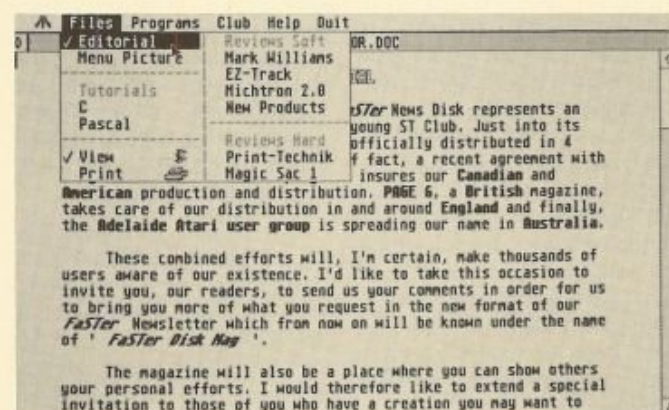 Files Programs Club Help Quit
✓ Editorial
Menu Picture
Tutorials
C
Pascal
✓ View
Print
Reviews Soft
Mark Williams
EZ-Track
Michtron 2.0
New Products
Reviews Hard
Print-Technik
Magic Sac 1
OR.DOC
FaSTer News Disk represents an
young ST Club. Just into its
officially distributed in 4
f fact, a recent agreement with
insures our Canadian and
American production and distribution. PAGE 6, a British magazine,
takes care of our distribution in and around England and finally,
the Adelaide Atari user group is spreading our name in Australia.
These combined efforts will, I'm certain, make thousands of
users aware of our existence. I'd like to take this occasion to
invite you, our readers, to send us your comments in order for us
to bring you more of what you request in the new format of our
FaSTer Newsletter which from now on will be known under the name
of ' FaSTer Disk Mag '.
The magazine will also be a place where you can show others
your personal efforts. I would therefore like to extend a special
invitation to those of you who have a creation you may want to